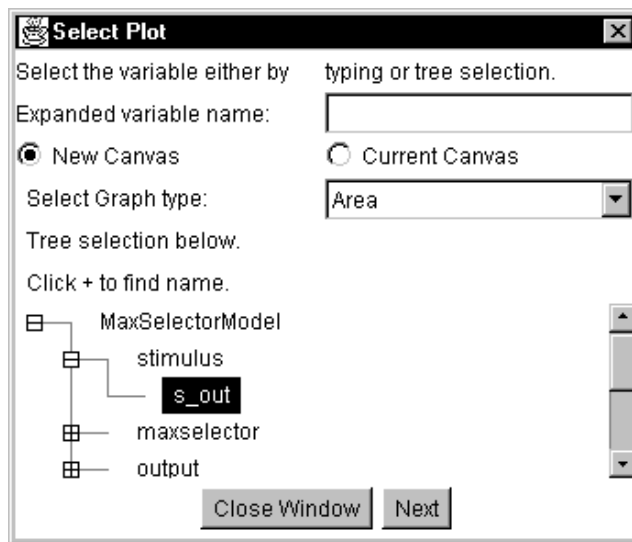 Select Plot
Select the variable either by typing or tree selection.
Expanded variable name:
New Canvas Current Canvas
Select Graph type: Area
Tree selection below.
Click + to find name.
MaxSelectorModel
stimulus
s_out
maxselector
output
Close Window Next